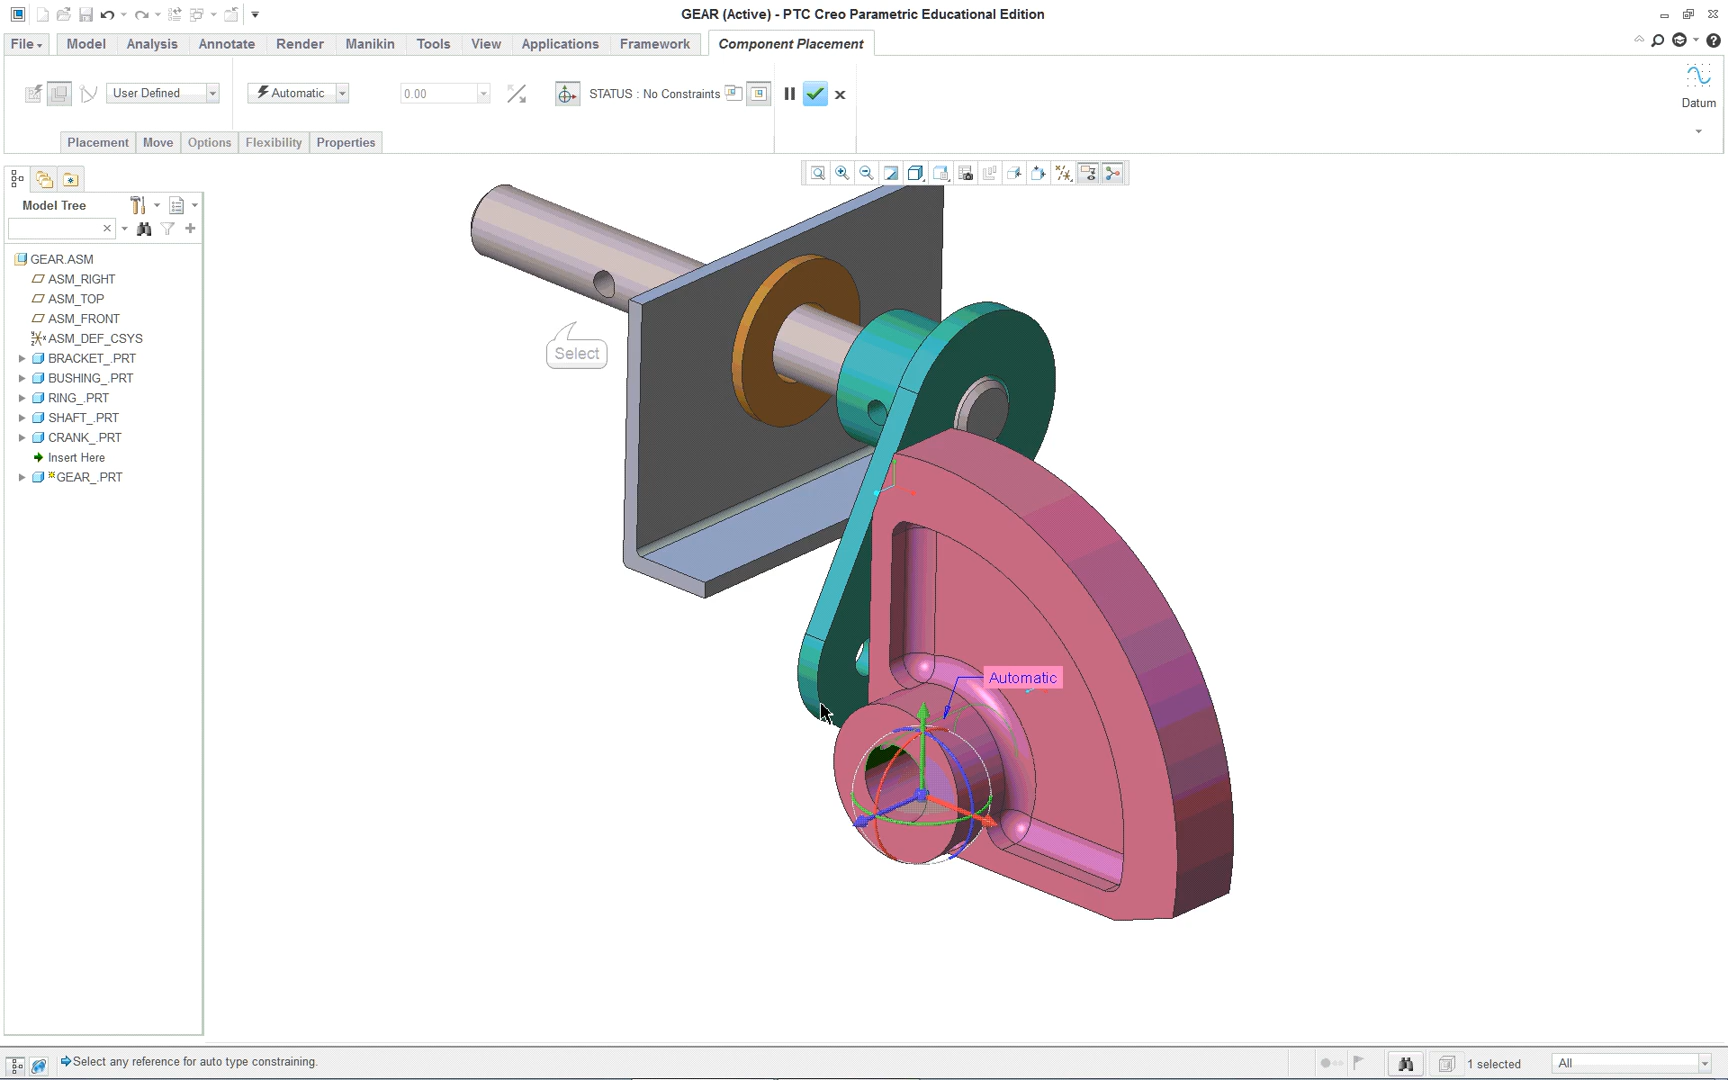 GEAR (Active) - PTC Creo Parametric Educational Edition
File Model Analysis Annotate Render Manikin Tools View Applications Framework Component Placement
User Defined Automatic 0.00 STATUS : No Constraints
Datum
Placement Move Options Flexibility Properties
Model Tree
GEAR.ASM
ASM_RIGHT
ASM_TOP
ASM_FRONT
ASM_DEF_CSYS
BRACKET_.PRT
BUSHING_.PRT
RING_.PRT
SHAFT_.PRT
CRANK_.PRT
Insert Here
GEAR_.PRT
Select
Automatic
Select any reference for auto type constraining.
1 selected
All